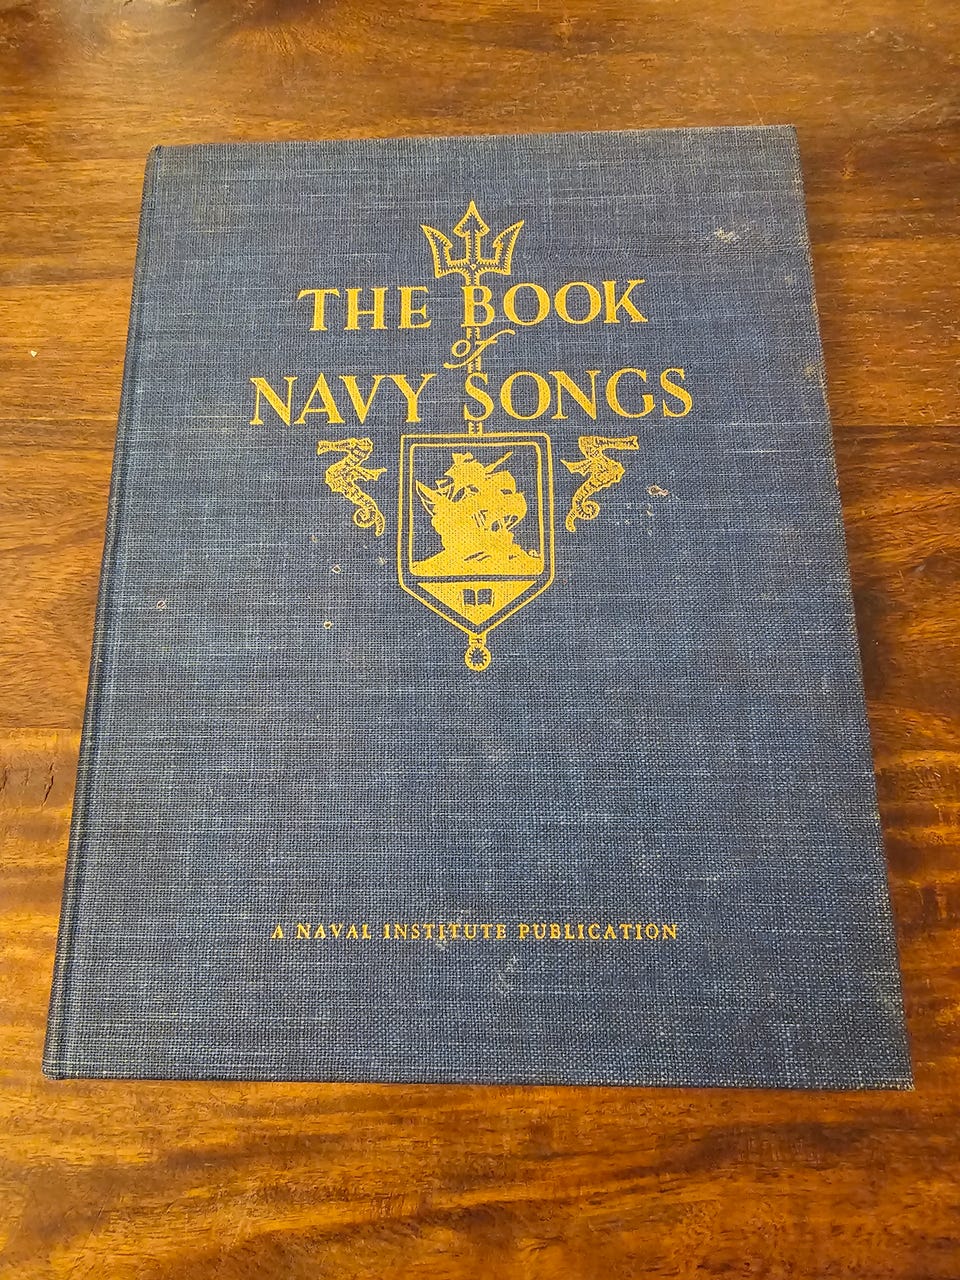 THE BOOK
of
NAVY SONGS
A NAVAL INSTITUTE PUBLICATION